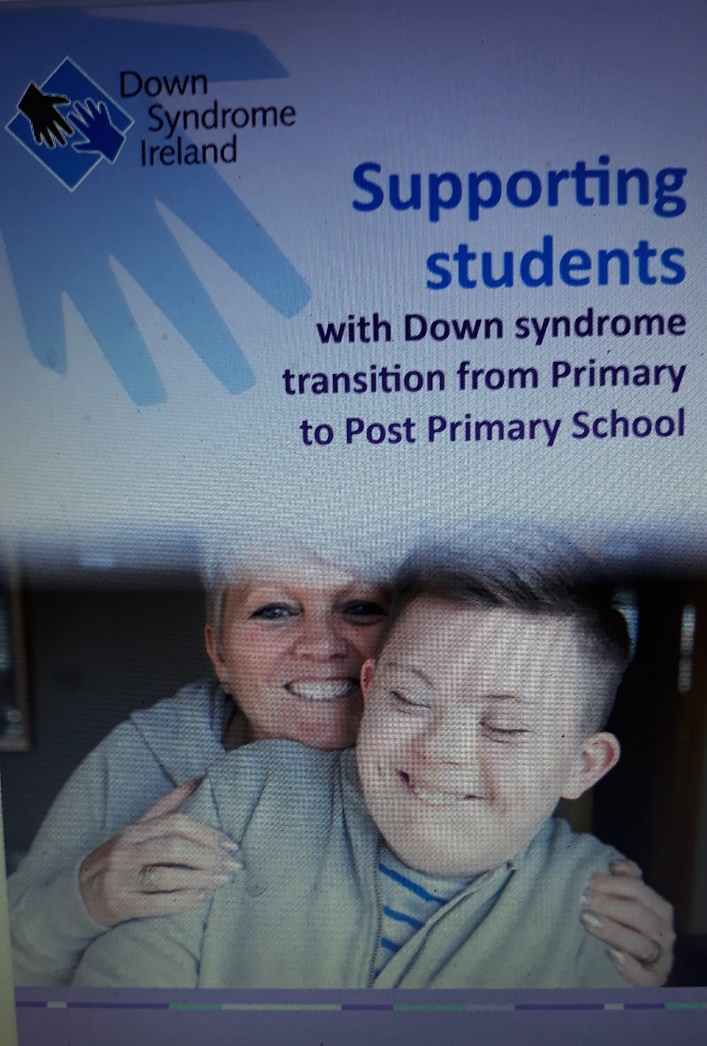 Down
Syndrome
Ireland
Supporting
students
with Down syndrome
transition from Primary
to Post Primary School